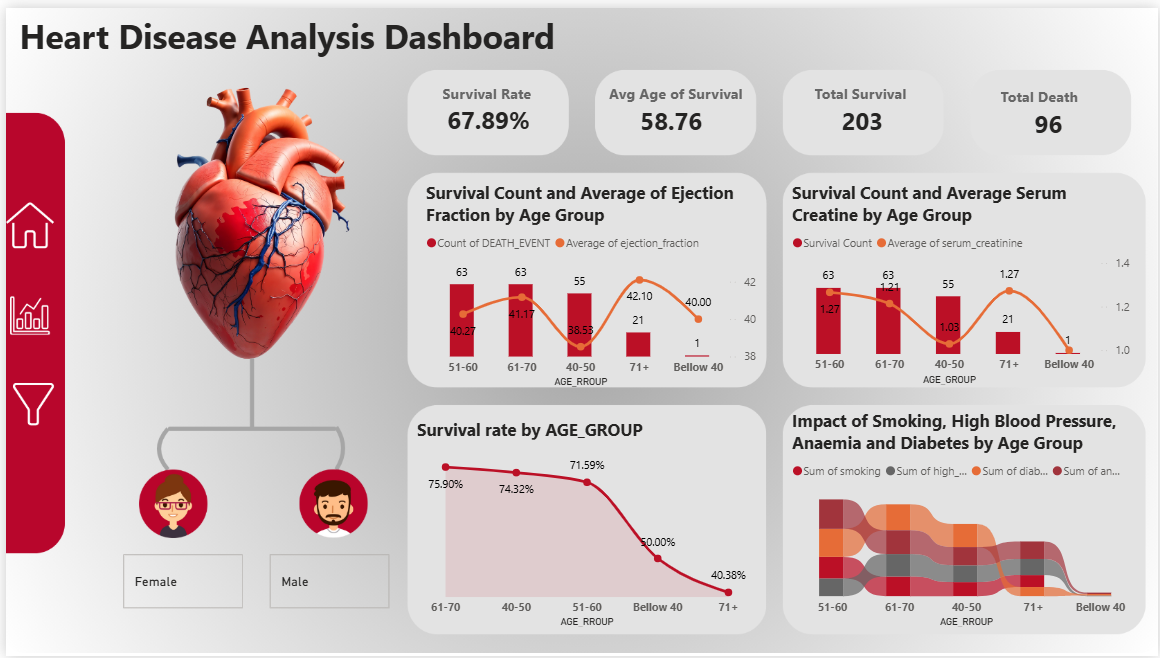 Heart Disease Analysis Dashboard
Survival Rate
67.89%
Avg Age of Survival
58.76
Total Survival
203
Total Death
96
Survival Count and Average of Ejection
Fraction by Age Group
Count of DEATH_EVENT Average of ejection_fraction
63 63 55 21 1
40.27 41.17 38.53 42.10 40.00
42
40
38
51-60 61-70 40-50 71+ Bellow 40
AGE_RROUP
Survival Count and Average Serum
Creatine by Age Group
Survival Count Average of serum_creatinine
63 63 55 21 1
1.27 1.21 1.03 1.27
1.4
1.2
1.0
51-60 61-70 40-50 71+ Bellow 40
AGE_GROUP
Survival rate by AGE_GROUP
75.90% 74.32% 71.59% 50.00% 40.38%
61-70 40-50 51-60 Bellow 40 71+
AGE_RROUP
Impact of Smoking, High Blood Pressure,
Anaemia and Diabetes by Age Group
Sum of smoking Sum of high_... Sum of diab... Sum of an...
51-60 61-70 40-50 71+ Bellow 40
AGE_RROUP
Female
Male